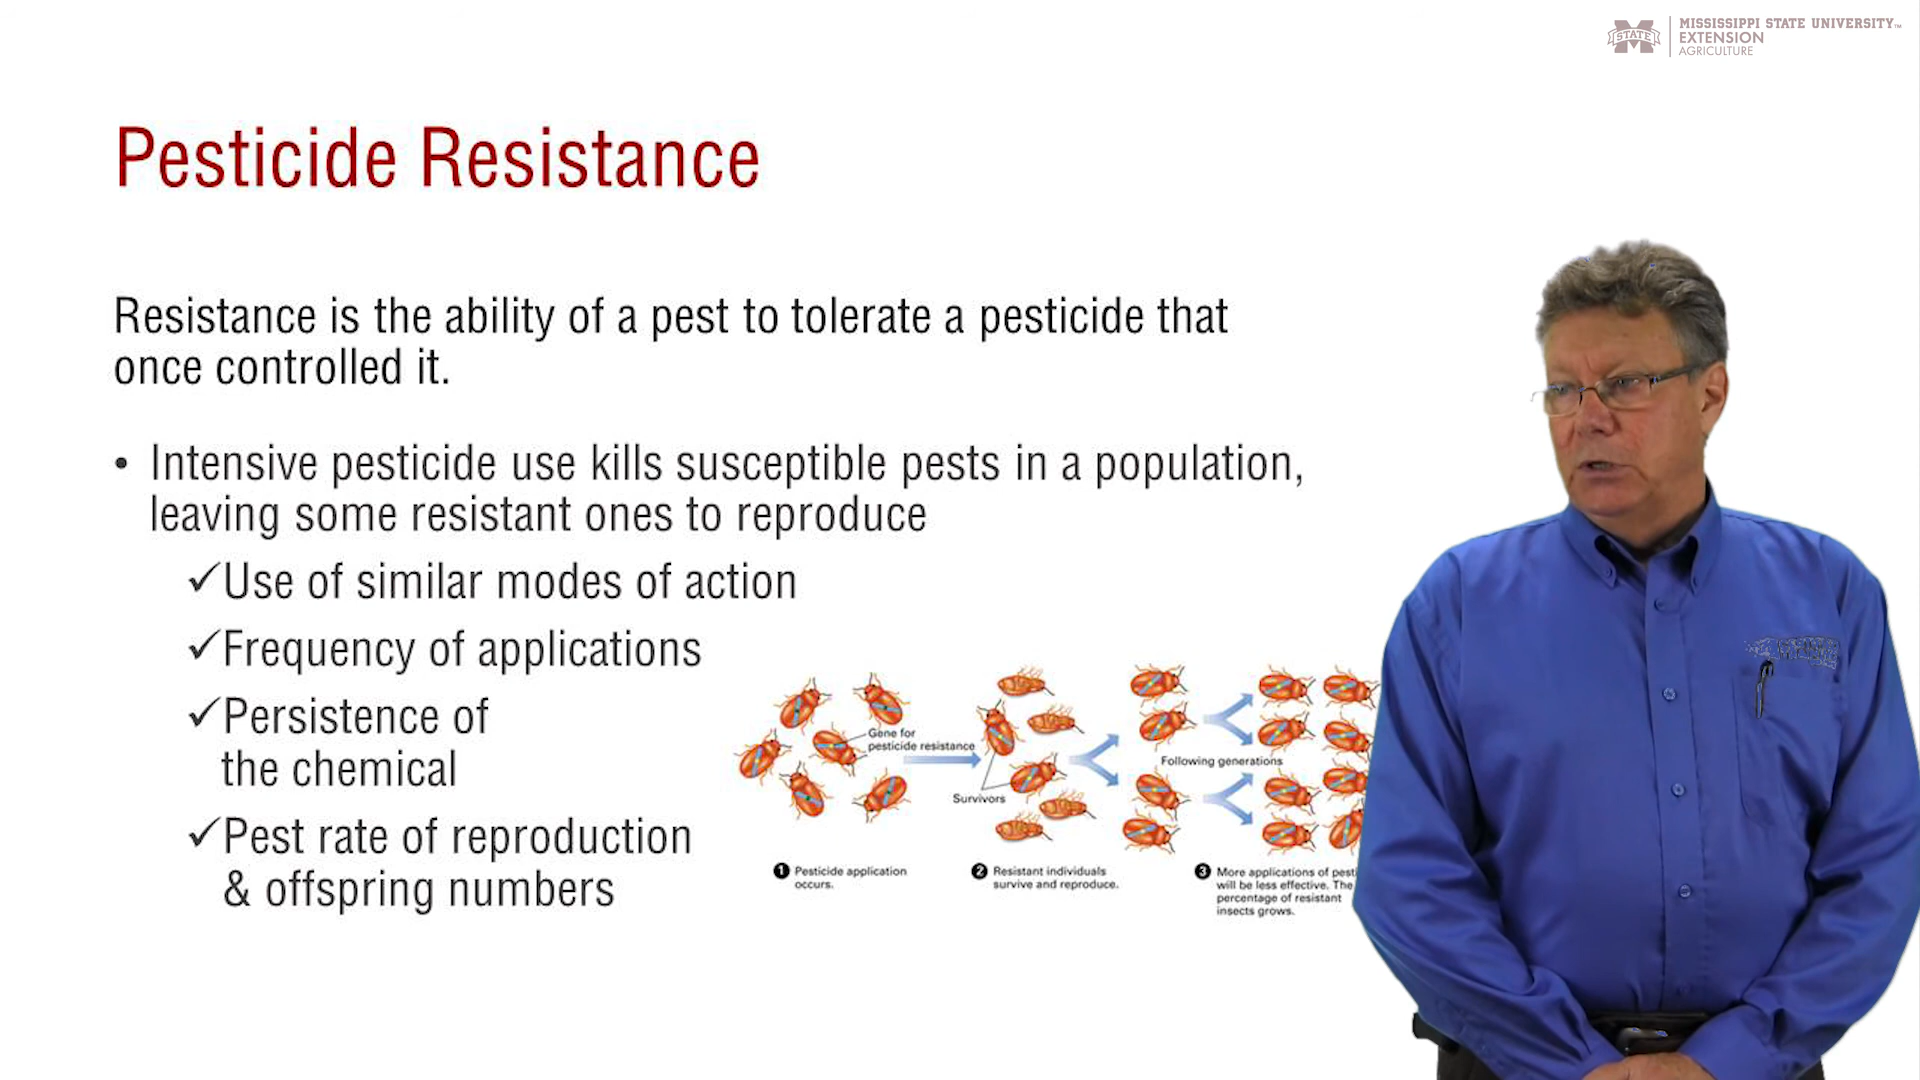 STATE
MISSISSIPPI STATE UNIVERSITY™
EXTENSION
AGRICULTURE
Pesticide Resistance
Resistance is the ability of a pest to tolerate a pesticide that
once controlled it.
• Intensive pesticide use kills susceptible pests in a population,
leaving some resistant ones to reproduce
✓Use of similar modes of action
✓Frequency of applications
✓Persistence of
the chemical
✓Pest rate of reproduction
& offspring numbers
Gene for
pesticide resistance
Survivors
Following generations
1 Pesticide application
occurs.
2 Resistant individuals
survive and reproduce.
3 More applications of pesti
will be less effective. The
percentage of resistant
insects grows.